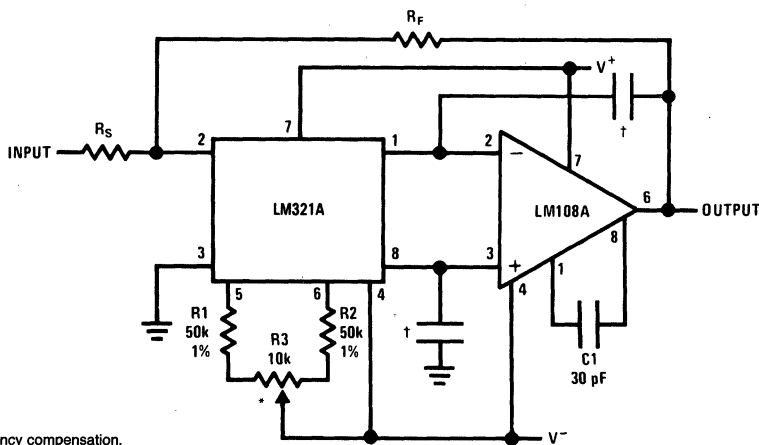 RF
V+
†
RS
INPUT
2
7
1
2
−
7
LM321A
LM108A
6
OUTPUT
8
3
8
3
+
1
4
5
6
4
R1
50k
1%
R3
10k
*
R2
50k
1%
†
C1
30 pF
V−
ncy compensation.